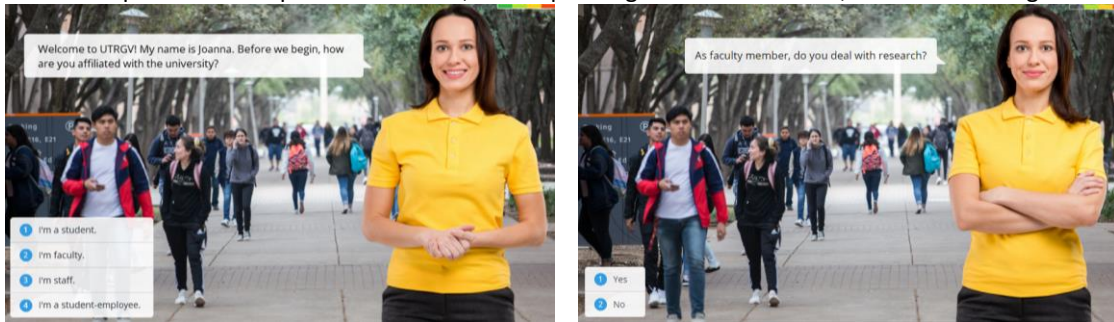 Welcome to UTRGV! My name is Joanna. Before we begin, how
are you affiliated with the university?
1 I'm a student.
2 I'm faculty.
3 I'm staff.
4 I'm a student-employee.
As faculty member, do you deal with research?
1 Yes
2 No